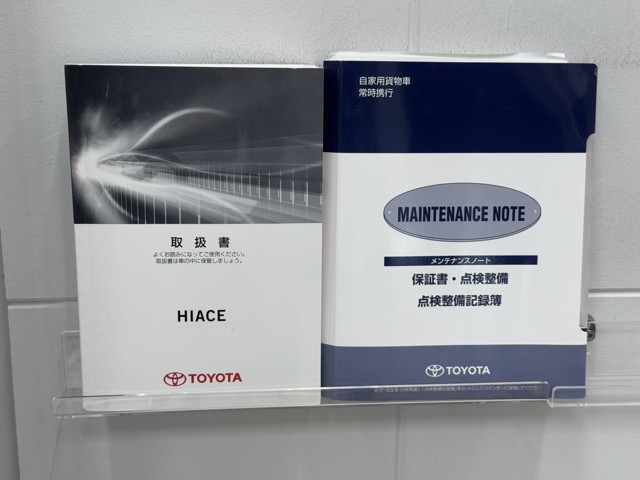 取扱書
よくお読みになってご使用ください。
取扱書は車の中に保管しましょう。
HIACE
TOYOTA
自家用貨物車
常時携行
MAINTENANCE NOTE
メンテナンスノート
保証書・点検整備
点検整備記録簿
TOYOTA